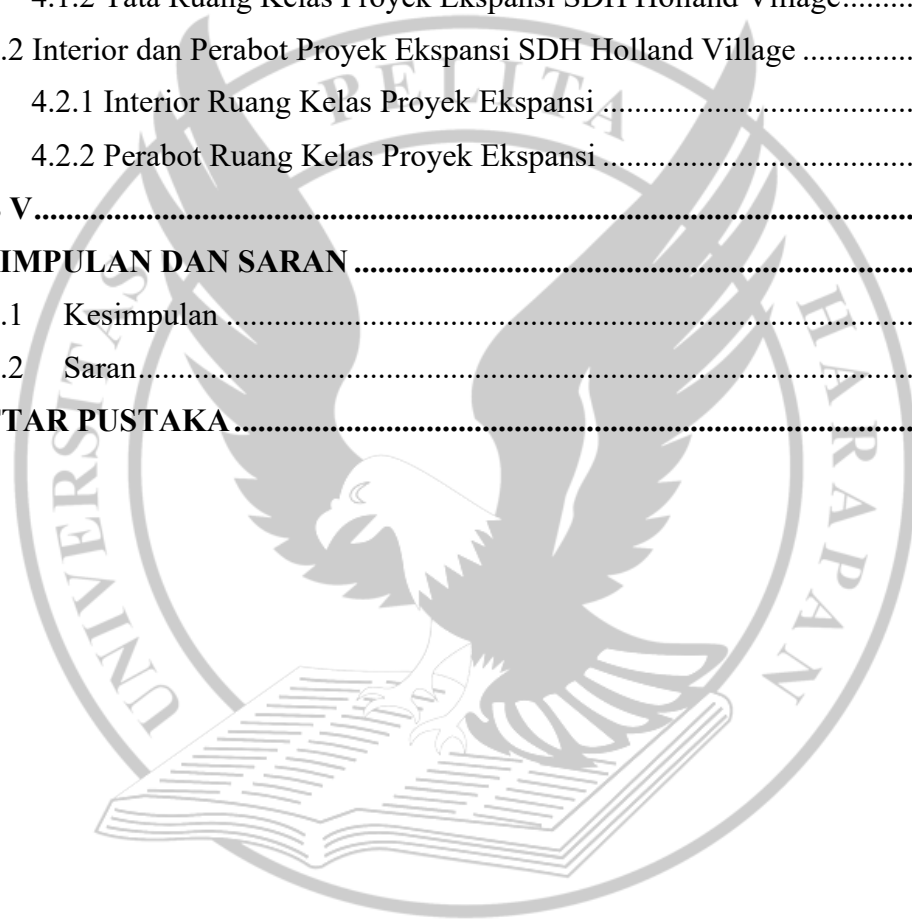 4.1.2 Tata Ruang Kelas Proyek Ekspansi SDH Holland Village.........
.2 Interior dan Perabot Proyek Ekspansi SDH Holland Village ..............
4.2.1 Interior Ruang Kelas Proyek Ekspansi .......................................
4.2.2 Perabot Ruang Kelas Proyek Ekspansi .......................................
V.............................................................................................................
IMPULAN DAN SARAN .....................................................................
.1 Kesimpulan .....................................................................................
.2 Saran................................................................................................
TAR PUSTAKA....................................................................................
UNIVERSITAS PELITA HARAPAN